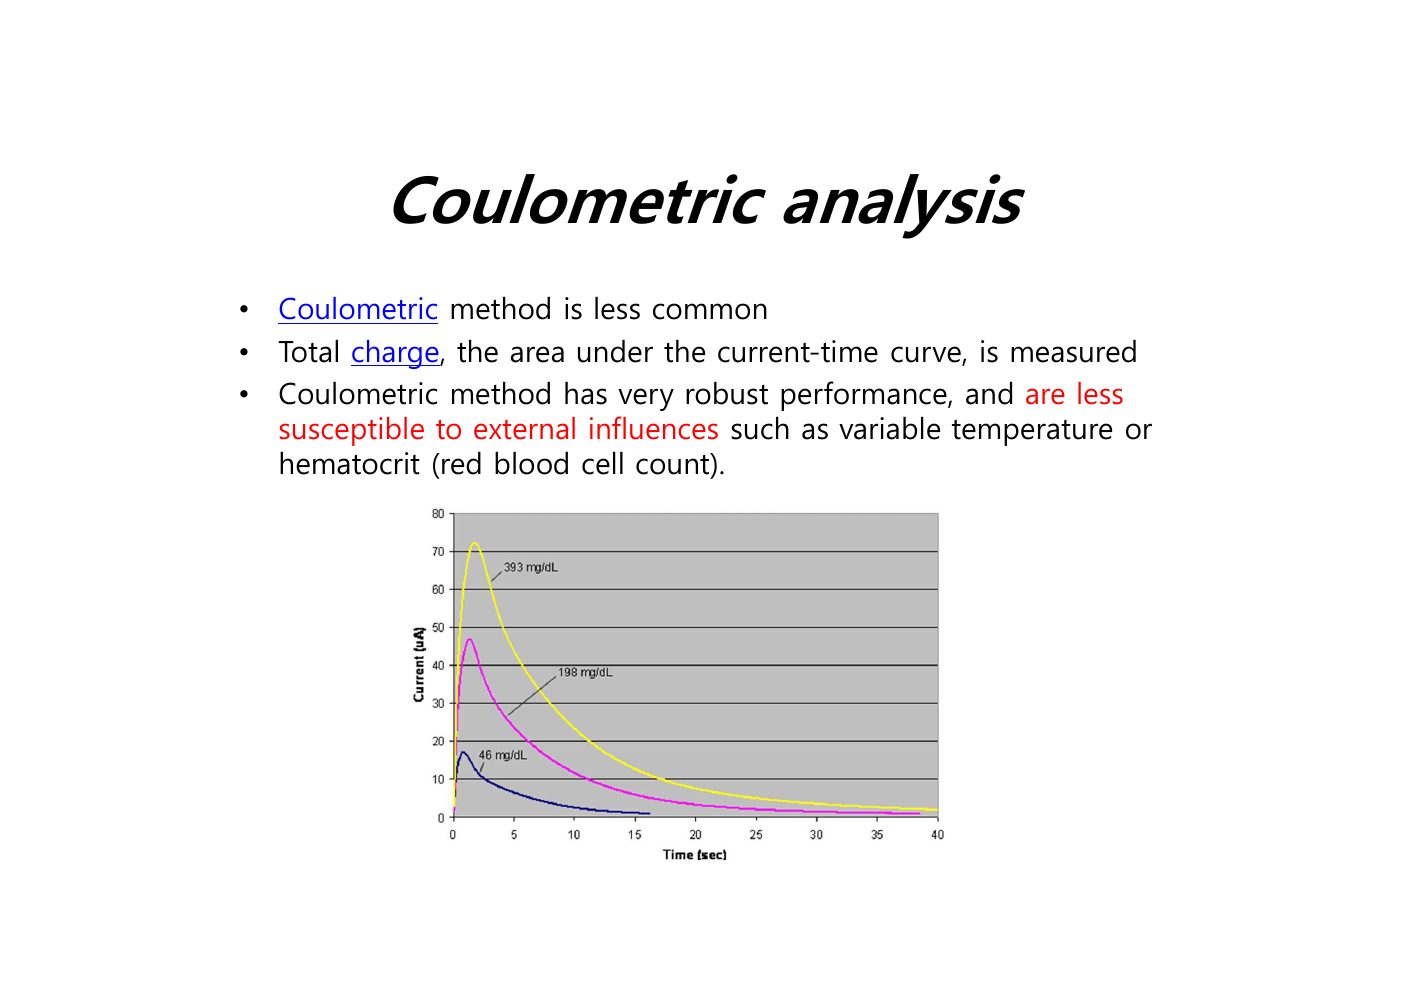 Coulometric analysis
• Coulometric method is less common
• Total charge, the area under the current-time curve, is measured
• Coulometric method has very robust performance, and are less
susceptible to external influences such as variable temperature or
hematocrit (red blood cell count).
80
70
60
50
40
30
20
10
0
Current (uA)
393 mg/dL
198 mg/dL
46 mg/dL
0 5 10 15 20 25 30 35 40
Time (sec)